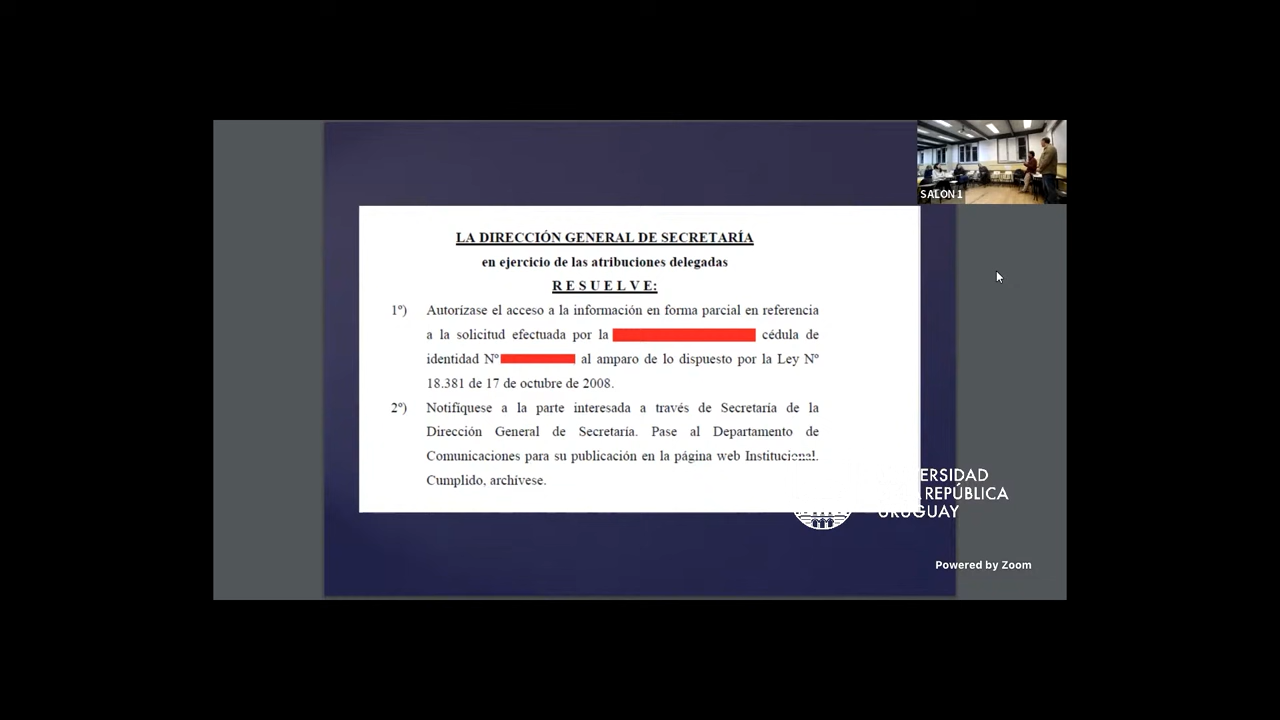 SALON 1
LA DIRECCIÓN GENERAL DE SECRETARÍA
en ejercicio de las atribuciones delegadas
R E S U E L V E:
1º) Autorízase el acceso a la información en forma parcial en referencia
a la solicitud efectuada por la cédula de
identidad Nº al amparo de lo dispuesto por la Ley Nº
18.381 de 17 de octubre de 2008.
2º) Notifíquese a la parte interesada a través de Secretaría de la
Dirección General de Secretaría. Pase al Departamento de
Comunicaciones para su publicación en la página web Institucional.
Cumplido, archívese.
ERSIDAD
REPÚBLICA
URUGUAY
Powered by Zoom